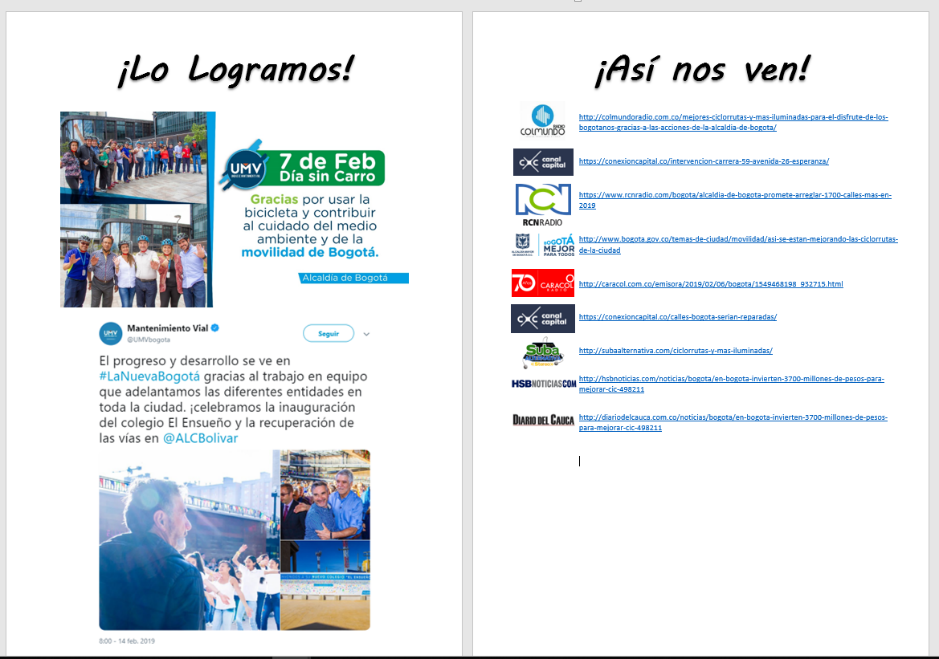 ¡Lo Logramos!
UMV
7 de Feb
Día sin Carro
Gracias por usar la
bicicleta y contribuir
al cuidado del medio
ambiente y de la
movilidad de Bogotá.
Alcaldía de Bogotá
UMV
Mantenimiento Vial
@UMVbogota
Seguir
El progreso y desarrollo se ve en
#LaNuevaBogotá gracias al trabajo en equipo
que adelantamos las diferentes entidades en
toda la ciudad, ¡celebramos la inauguración
del colegio El Ensueño y la recuperación de
las vías en @ALCBolivar
8:00 - 14 feb. 2019
¡Así nos ven!
RADIO
COLMUNDO
http://colmundoradio.com.co/mejores-ciclorrutas-y-mas-iluminadas-para-el-disfrute-de-los-
bogotanos-gracias-a-las-acciones-de-la-alcaldia-de-bogota/
CXC canal
capital
https://conexioncapital.co/intervencion-carrera-59-avenida-26-esperanza/
RCN
RCN RADIO
https://www.rcnradio.com/bogota/alcaldia-de-bogota-promete-arreglar-1700-calles-mas-en-
2019
BOGOTÁ
MEJOR
PARA TODOS
http://www.bogota.gov.co/temas-de-ciudad/movilidad/asi-se-estan-mejorando-las-ciclorrutas-
de-la-ciudad
70 CARACOL
RADIO
http://caracol.com.co/emisora/2019/02/06/bogota/1549468198_932715.html
CXC canal
capital
https://conexioncapital.co/calles-bogota-serian-reparadas/
Suba
http://subaalternativa.com/ciclorrutas-y-mas-iluminadas/
HSBNOTICIAS.COM
http://hsbnoticias.com/noticias/bogota/en-bogota-invierten-3700-millones-de-pesos-para-
mejorar-cic-498211
DIARIO DEL CAUCA
http://diariodelcauca.com.co/noticias/bogota/en-bogota-invierten-3700-millones-de-pesos-
para-mejorar-cic-498211